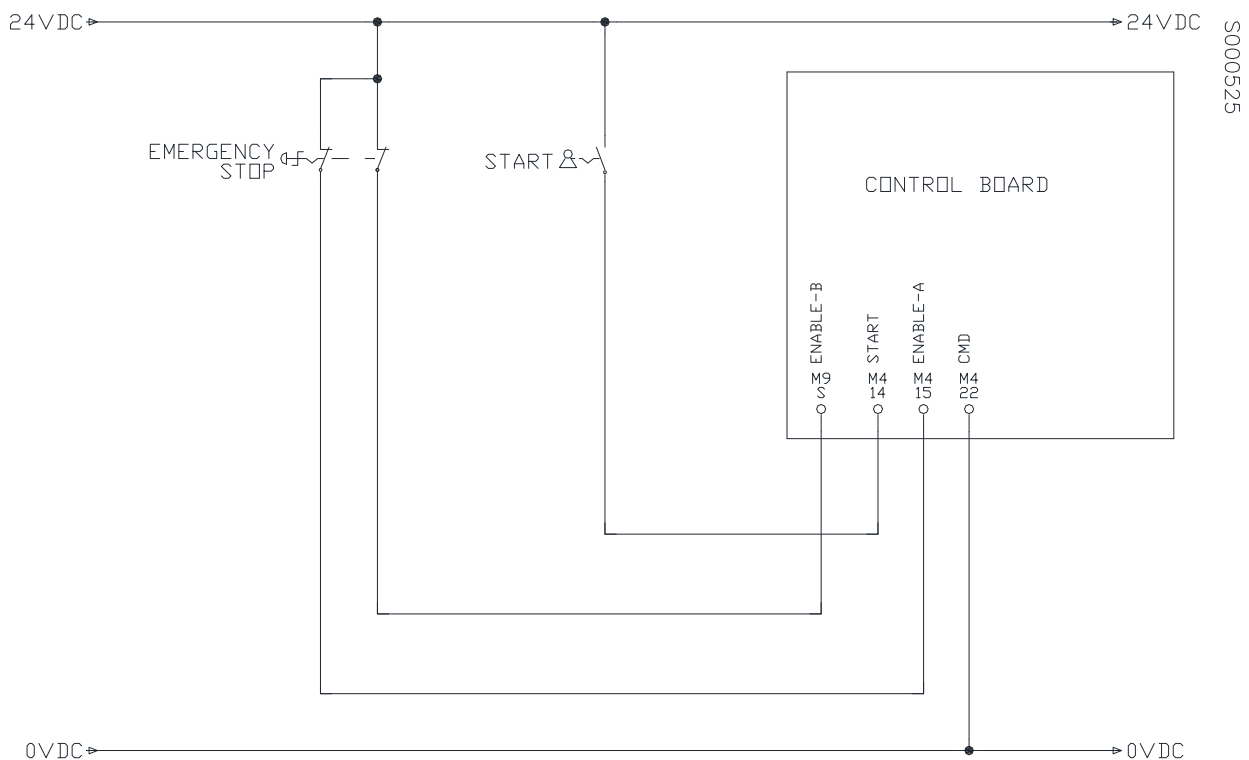 24VDC
24VDC
S000525
EMERGENCY
STOP
START
CONTROL BOARD
ENABLE-B
START
ENABLE-A
CMD
M9
S
M4
14
M4
15
M4
22
0VDC
0VDC